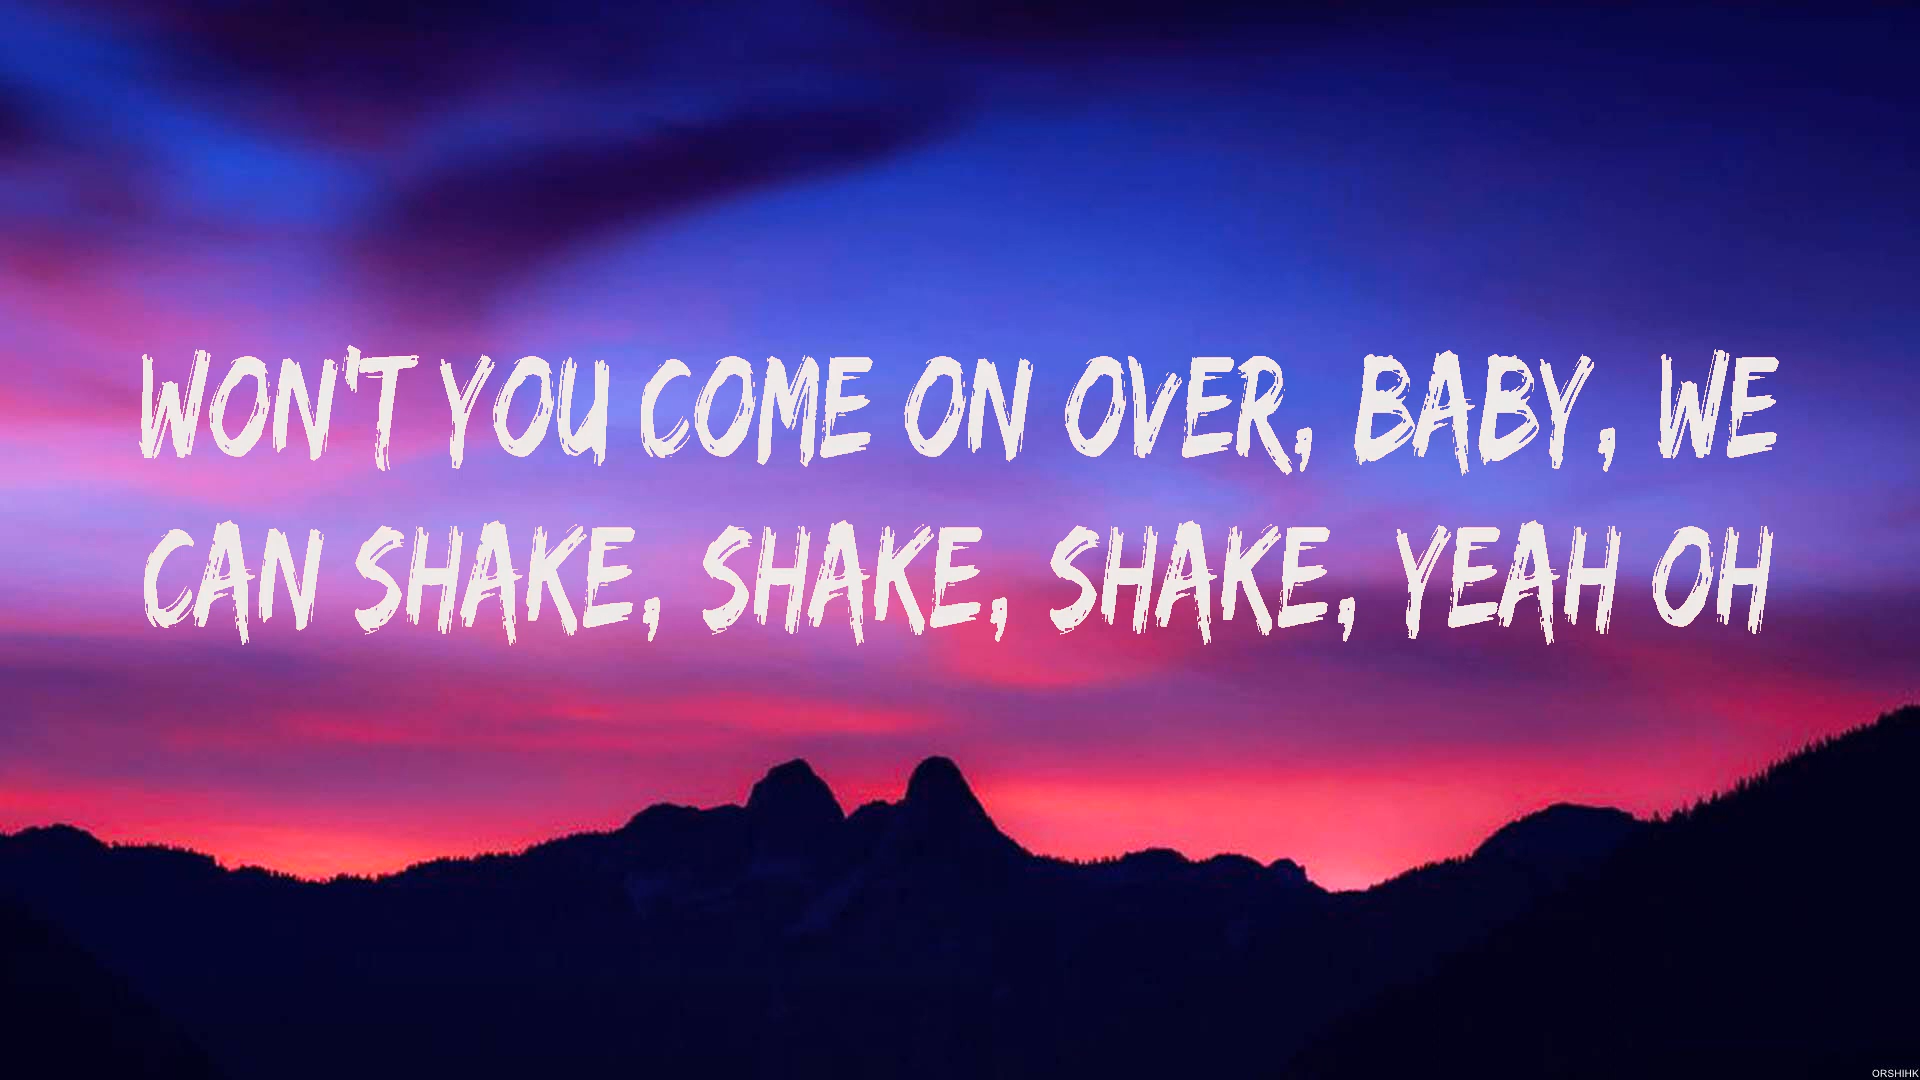 WON'T YOU COME ON OVER, BABY, WE
CAN SHAKE, SHAKE, SHAKE, YEAH OH
ORSHIHK